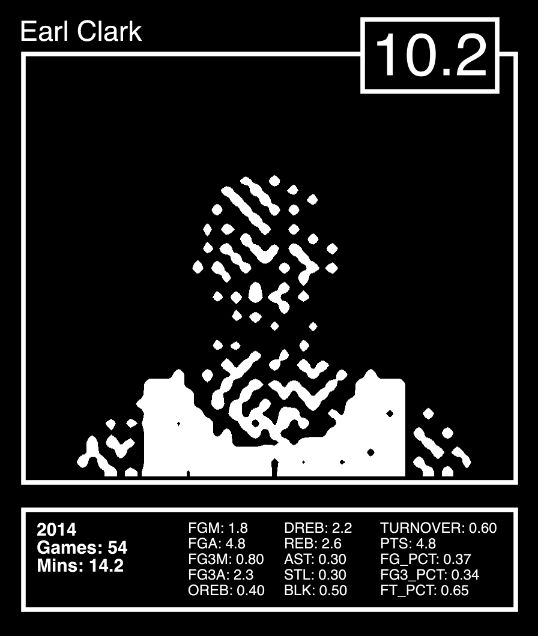 Earl Clark
10.2
2014
Games: 54
Mins: 14.2
FGM: 1.8
FGA: 4.8
FG3M: 0.80
FG3A: 2.3
OREB: 0.40
DREB: 2.2
REB: 2.6
AST: 0.30
STL: 0.30
BLK: 0.50
TURNOVER: 0.60
PTS: 4.8
FG_PCT: 0.37
FG3_PCT: 0.34
FT_PCT: 0.65